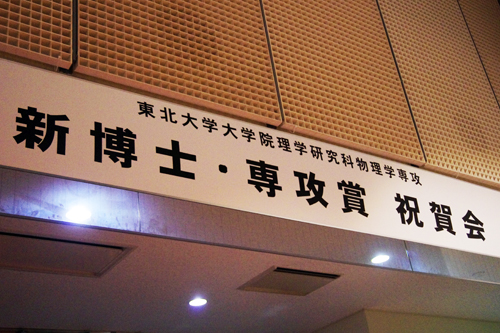 東北大学大学院理学研究科物理学専攻
新博士・専攻賞 祝賀会